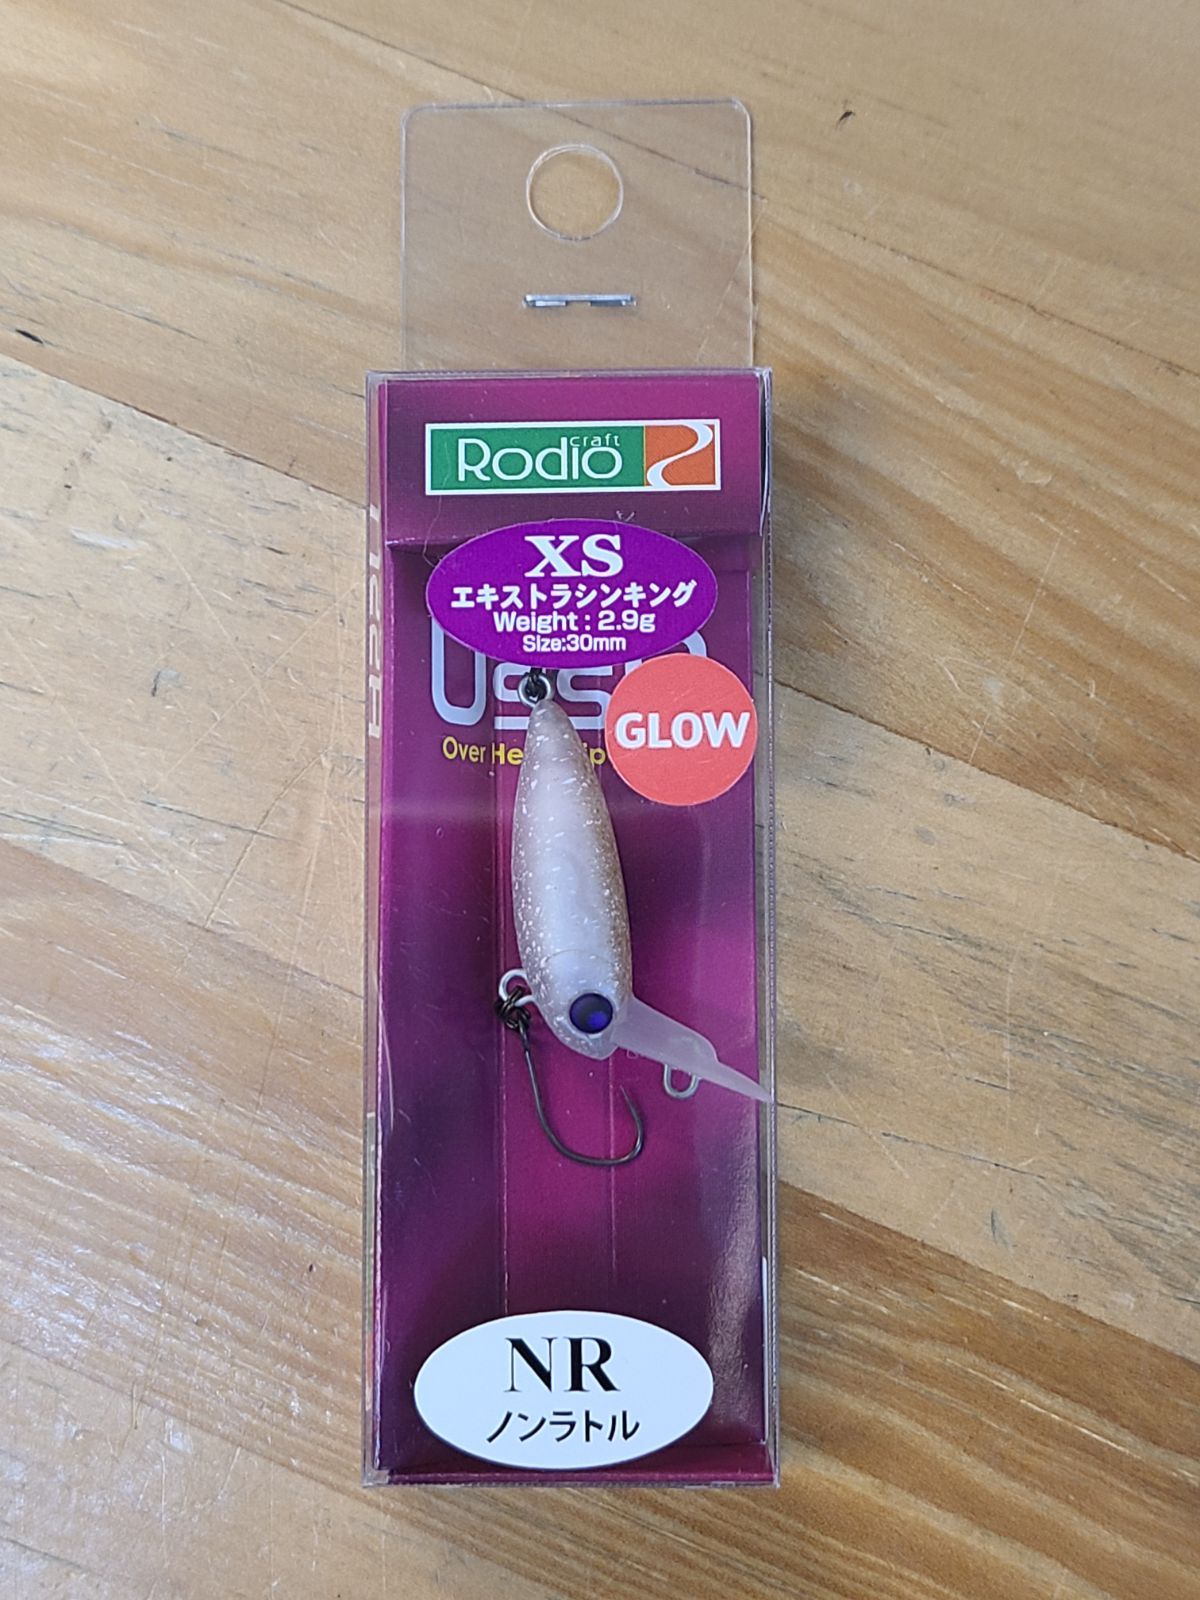 Rodio craft
XS
エキストラシンキング
Weight : 2.9g
Size:30mm
GLOW
Over
NR
ノンラトル